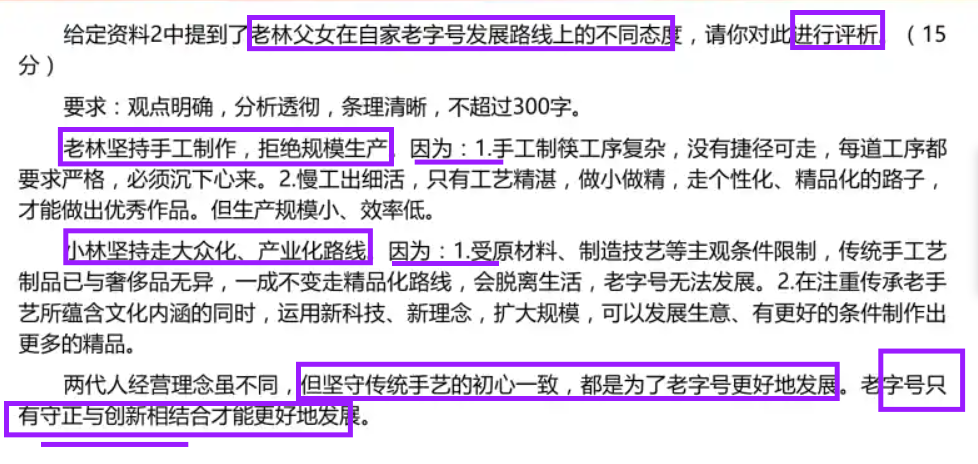 给定资料2中提到了老林父女在自家老字号发展路线上的不同态度，请你对此进行评析。（15
分）
要求：观点明确，分析透彻，条理清晰，不超过300字。
老林坚持手工制作，拒绝规模生产。因为：1.手工制筷工序复杂，没有捷径可走，每道工序都
要求严格，必须沉下心来。2.慢工出细活，只有工艺精湛，做小做精，走个性化、精品化的路子，
才能做出优秀作品。但生产规模小、效率低。
小林坚持走大众化、产业化路线。因为：1.受原材料、制造技艺等主观条件限制，传统手工艺
制品已与奢侈品无异，一成不变走精品化路线，会脱离生活，老字号无法发展。2.在注重传承老手
艺所蕴含文化内涵的同时，运用新科技、新理念，扩大规模，可以发展生意、有更好的条件制作出
更多的精品。
两代人经营理念虽不同，但坚守传统手艺的初心一致，都是为了老字号更好地发展。老字号只
有守正与创新相结合才能更好地发展。